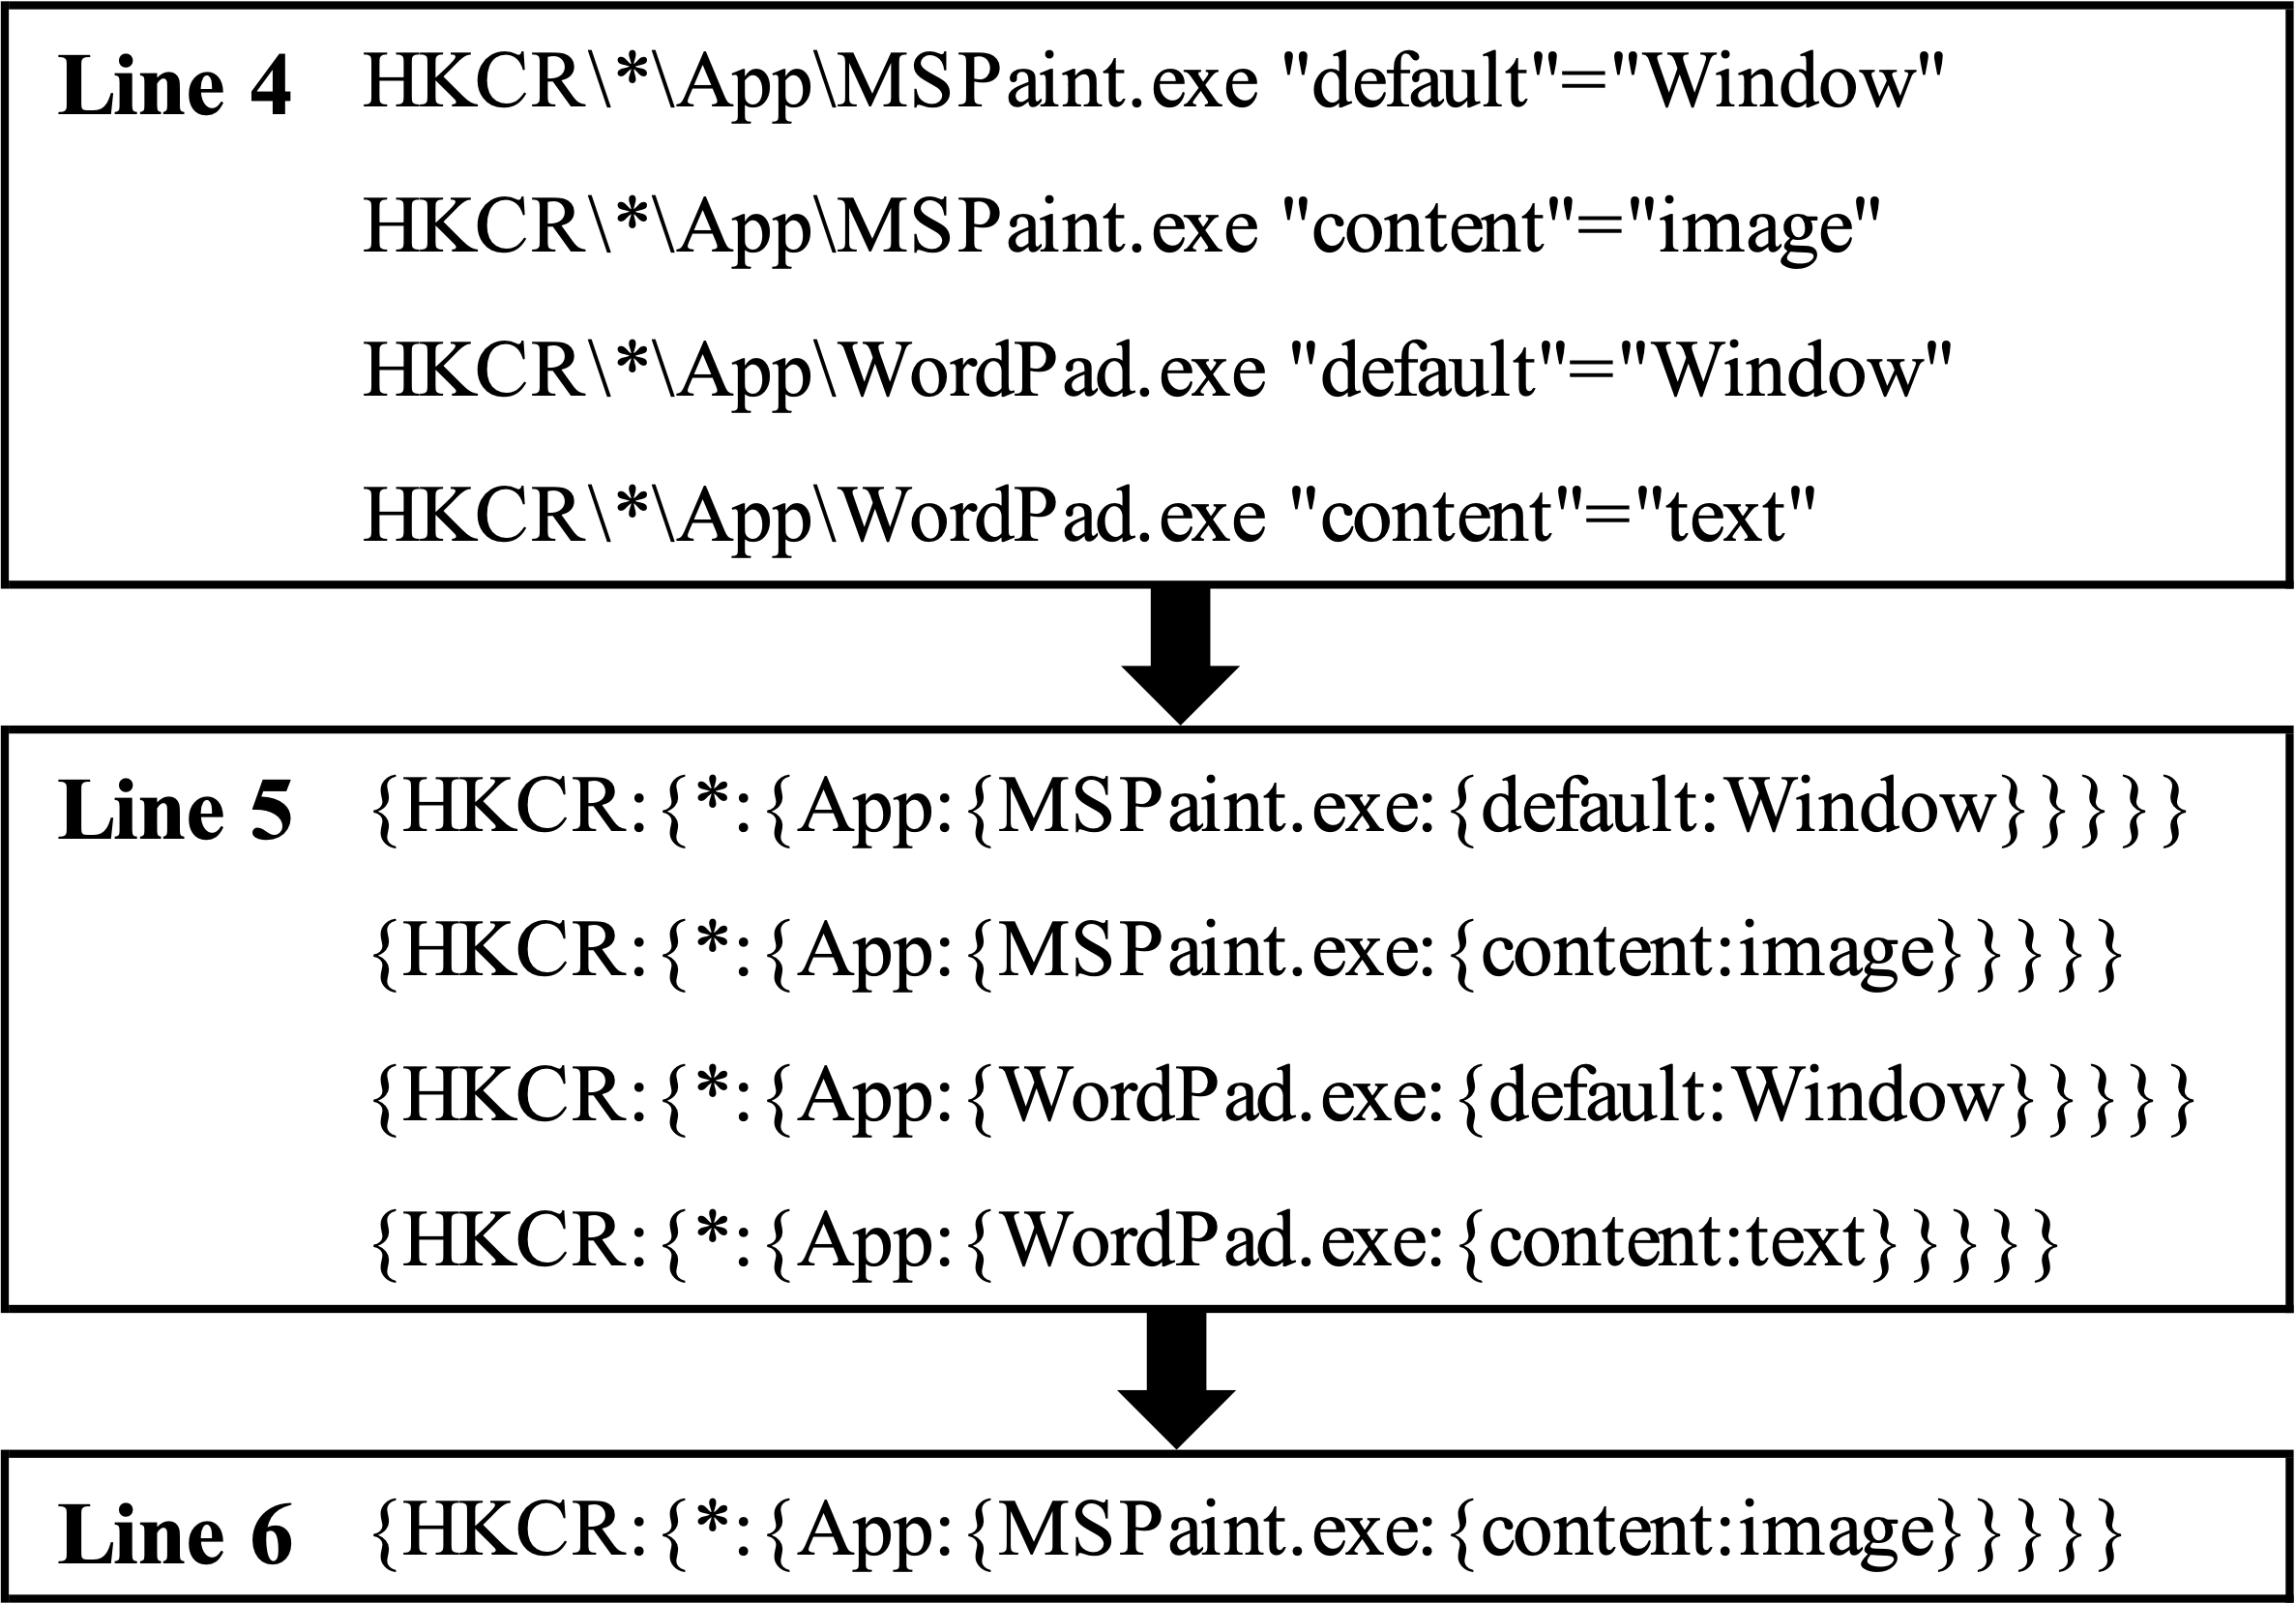 Line 4 HKCR\*\App\MSPaint.exe "default"="Window"
HKCR\*\App\MSPaint.exe "content"="image"
HKCR\*\App\WordPad.exe "default"="Window"
HKCR\*\App\WordPad.exe "content"="text"
Line 5 {HKCR:{*:{App:{MSPaint.exe:{default:Window}}}}}
{HKCR:{*:{App:{MSPaint.exe:{content:image}}}}}
{HKCR:{*:{App:{WordPad.exe:{default:Window}}}}}
{HKCR:{*:{App:{WordPad.exe:{content:text}}}}}
Line 6 {HKCR:{*:{App:{MSPaint.exe:{content:image}}}}}